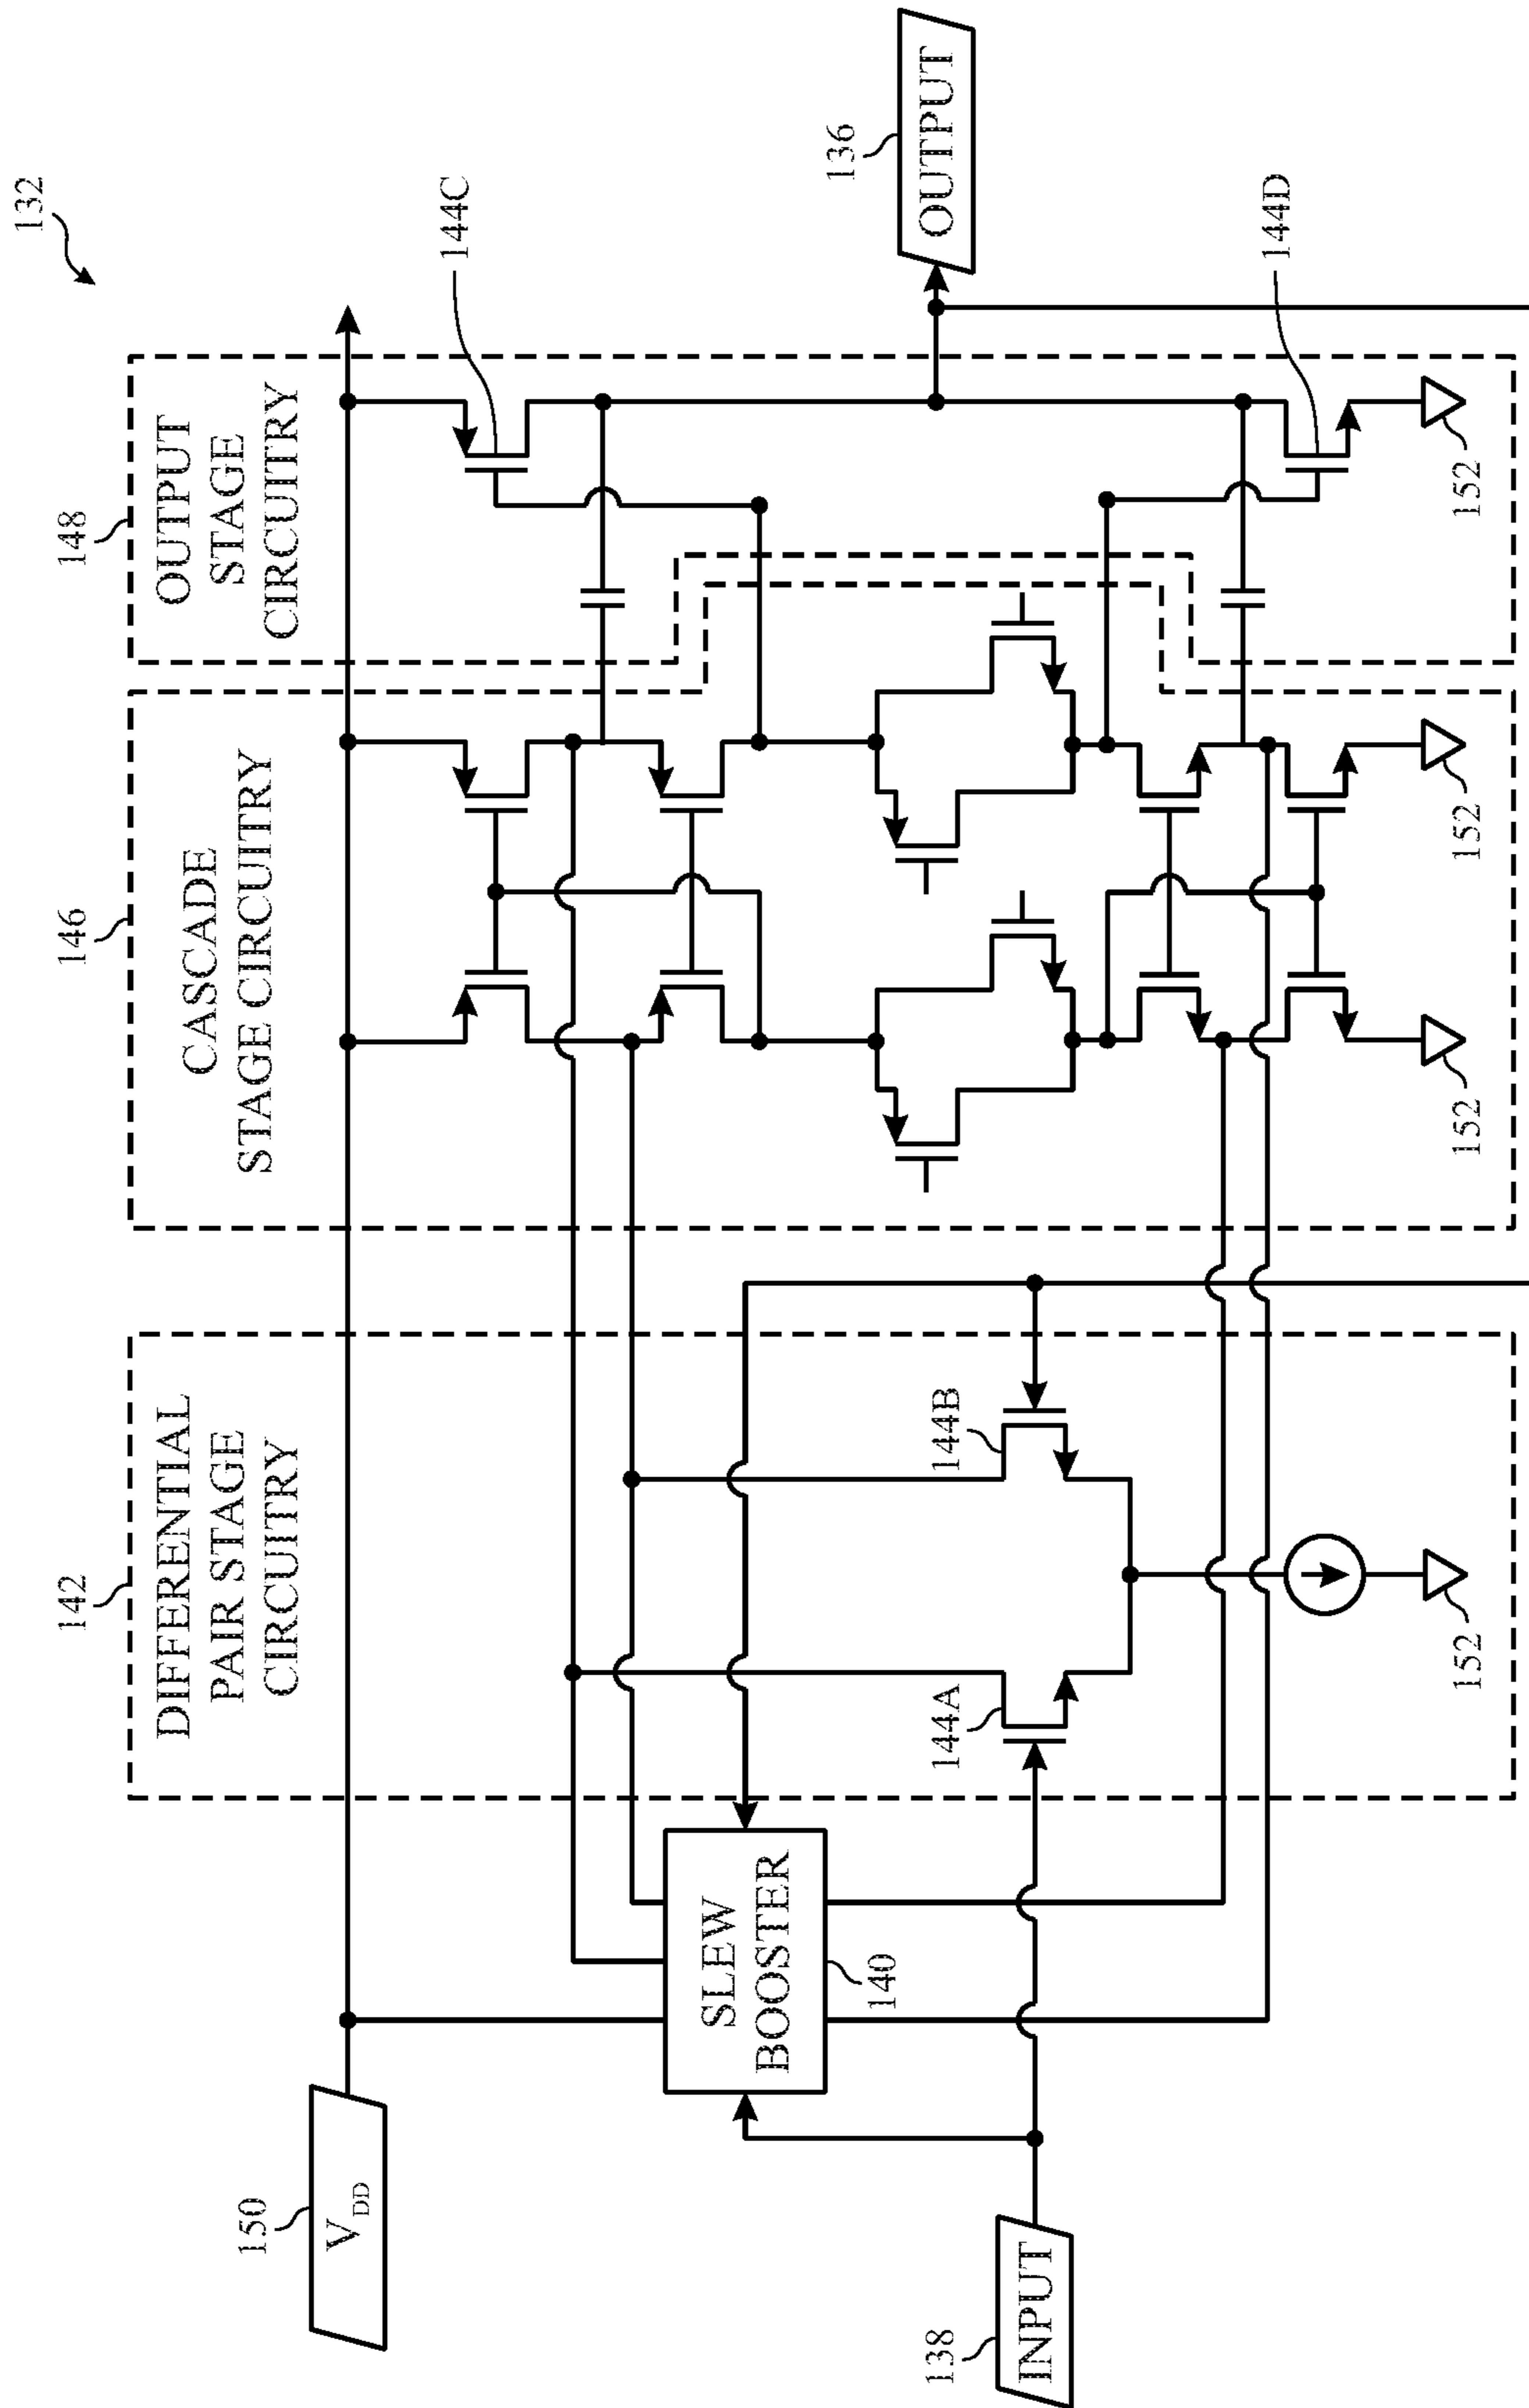 132
142
DIFFERENTIAL
PAIR STAGE
CIRCUITRY
146
CASCADE
STAGE CIRCUITRY
148
OUTPUT
STAGE
CIRCUITRY
150
V_DD
144C
SLEW
BOOSTER
140
136
OUTPUT
138
INPUT
144A
144B
144D
152
152
152
152